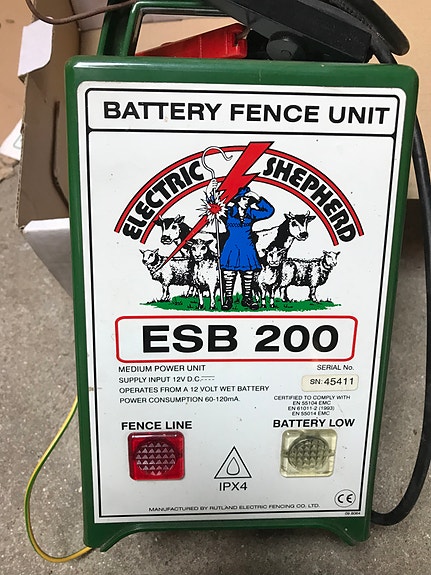 BATTERY FENCE UNIT
ELECTRIC SHEPHERD
ESB 200
MEDIUM POWER UNIT
SUPPLY INPUT 12V D.C.
OPERATES FROM A 12 VOLT WET BATTERY
POWER CONSUMPTION 60-120mA.
SERIAL No.
SN: 45411
CERTIFIED TO COMPLY WITH
EN 55104 EMC
EN 61011-2 (1993)
EN 55014 EMC
FENCE LINE
BATTERY LOW
IPX4
CE
MANUFACTURED BY RUTLAND ELECTRIC FENCING CO. LTD.